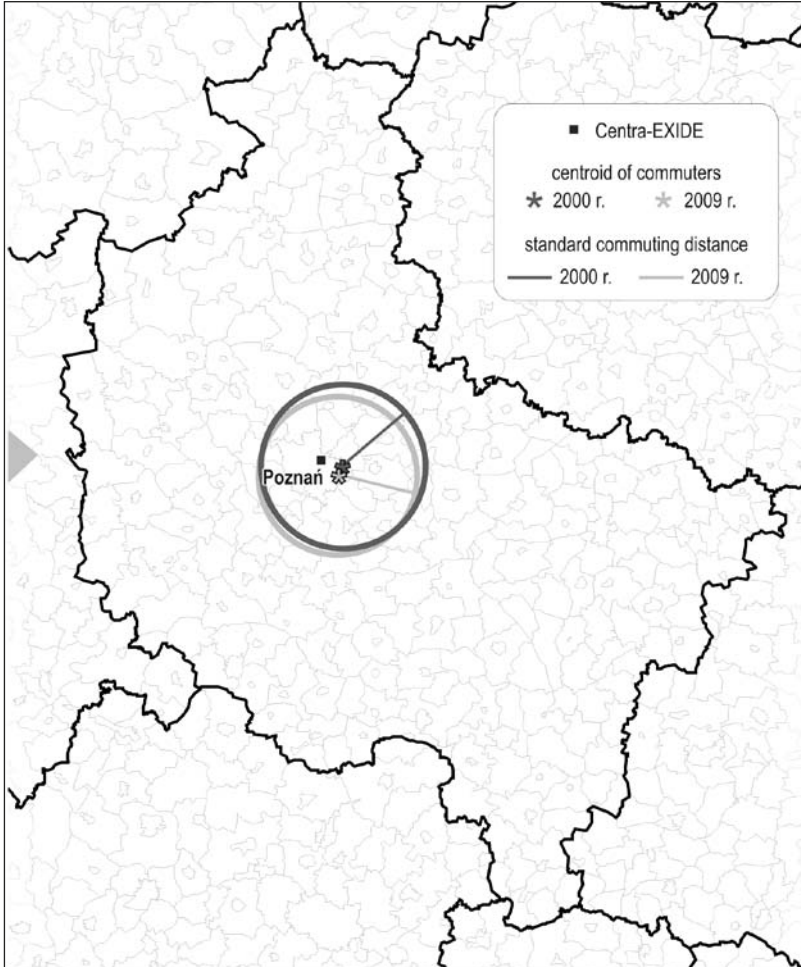 Centra-EXIDE
centroid of commuters
2000 r. 2009 r.
standard commuting distance
2000 r. 2009 r.
Poznań